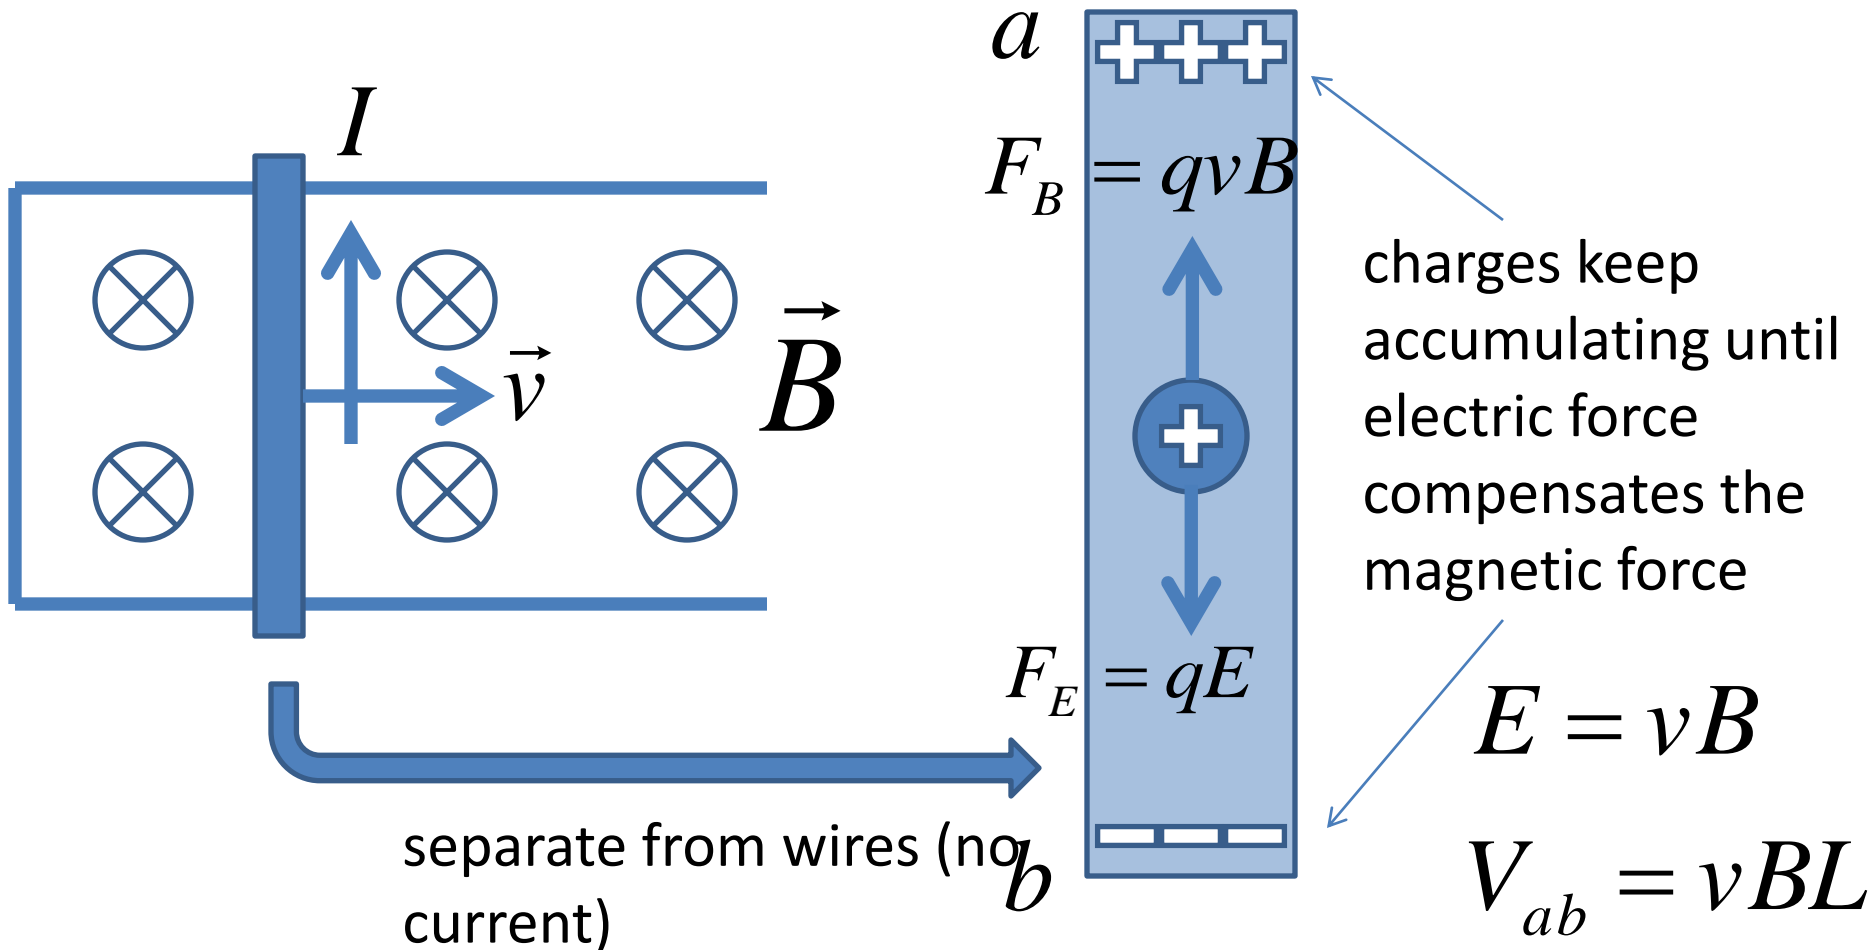 I
v⃗
B⃗
separate from wires (no
current)
a
F_B = qvB
F_E = qE
b
charges keep
accumulating until
electric force
compensates the
magnetic force
E = vB
V_ab = vBL